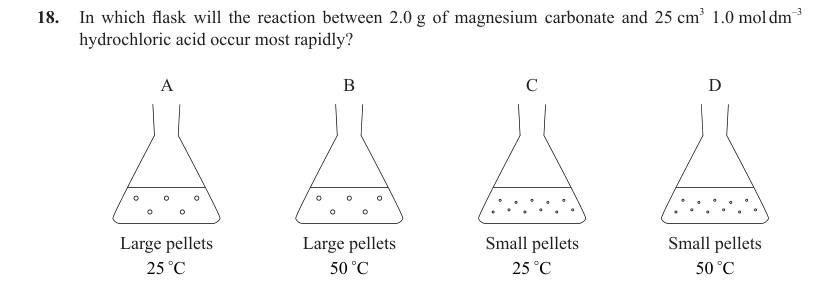 18. In which flask will the reaction between 2.0 g of magnesium carbonate and 25 cm³ 1.0 mol dm⁻³
hydrochloric acid occur most rapidly?
A B C D
Large pellets Large pellets Small pellets Small pellets
25 °C 50 °C 25 °C 50 °C